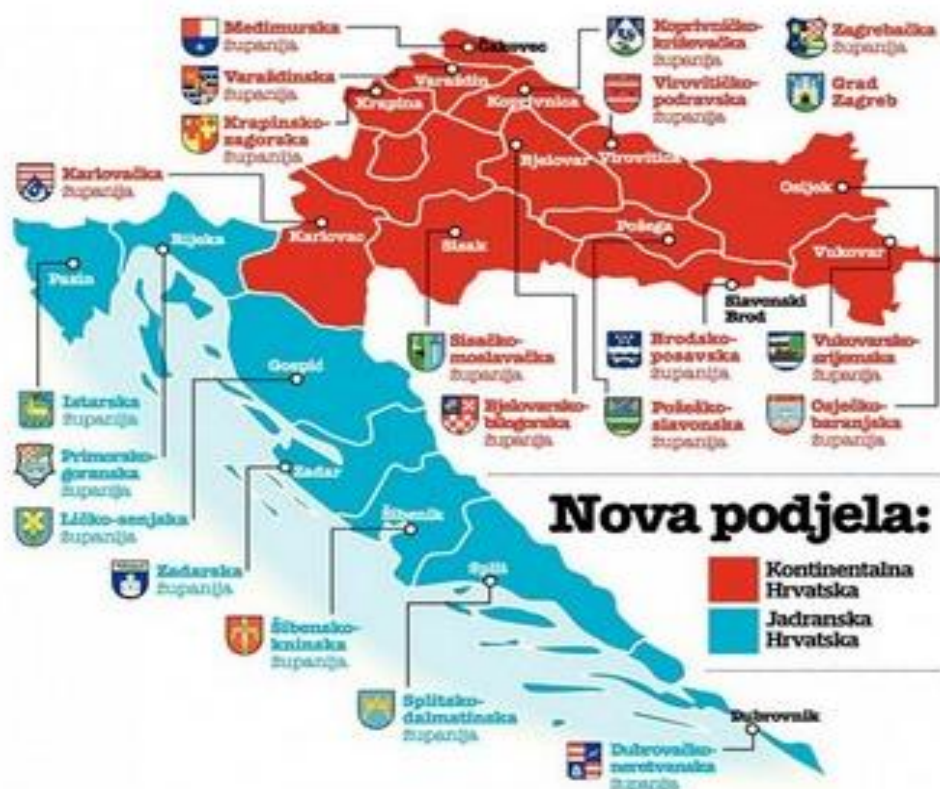 Međimurska
županija
Varaždinska
županija
Krapinsko-
zagorska
županija
Karlovačka
županija
Koprivničko-
križevačka
županija
Virovitičko-
podravska
županija
Zagrebačka
županija
Grad
Zagreb
Čakovec
Varaždin
Krapina
Koprivnica
Bjelovar
Virovitica
Osijek
Karlovac
Sisak
Požega
Vukovar
Slavonski
Brod
Rijeka
Pazin
Gospić
Zadar
Šibenik
Split
Dubrovnik
Sisačko-
moslavačka
županija
Brodsko-
posavska
županija
Vukovarsko-
srijemska
županija
Bjelovarsko-
bilogorska
županija
Požeško-
slavonska
županija
Osječko-
baranjska
županija
Istarska
županija
Primorsko-
goranska
županija
Ličko-senjska
županija
Zadarska
županija
Šibensko-
kninska
županija
Splitsko-
dalmatinska
županija
Dubrovačko-
neretvanska
županija
Nova podjela:
Kontinentalna
Hrvatska
Jadranska
Hrvatska